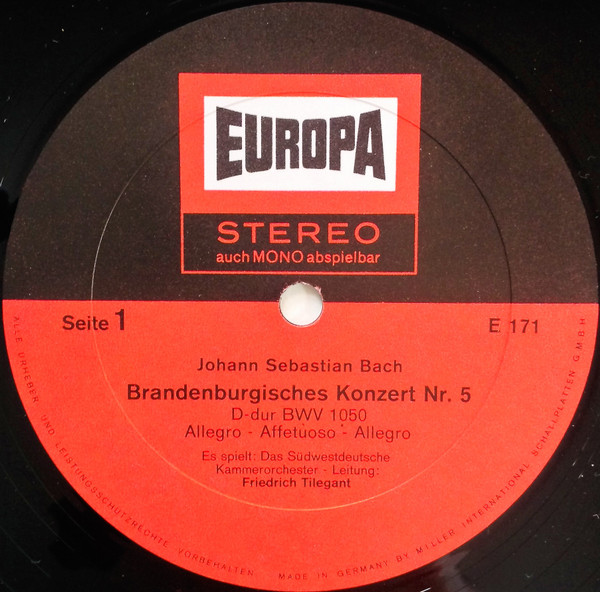 EUROPA
STEREO
auch MONO abspielbar
Seite 1
E 171
Johann Sebastian Bach
Brandenburgisches Konzert Nr. 5
D-dur BWV 1050
Allegro - Affetuoso - Allegro
Es spielt: Das Südwestdeutsche
Kammerorchester - Leitung:
Friedrich Tilegant
ALLE URHEBER- UND LEISTUNGSSCHUTZRECHTE VORBEHALTEN - MADE IN GERMANY BY MILLER INTERNATIONAL SCHALLPLATTEN GMBH